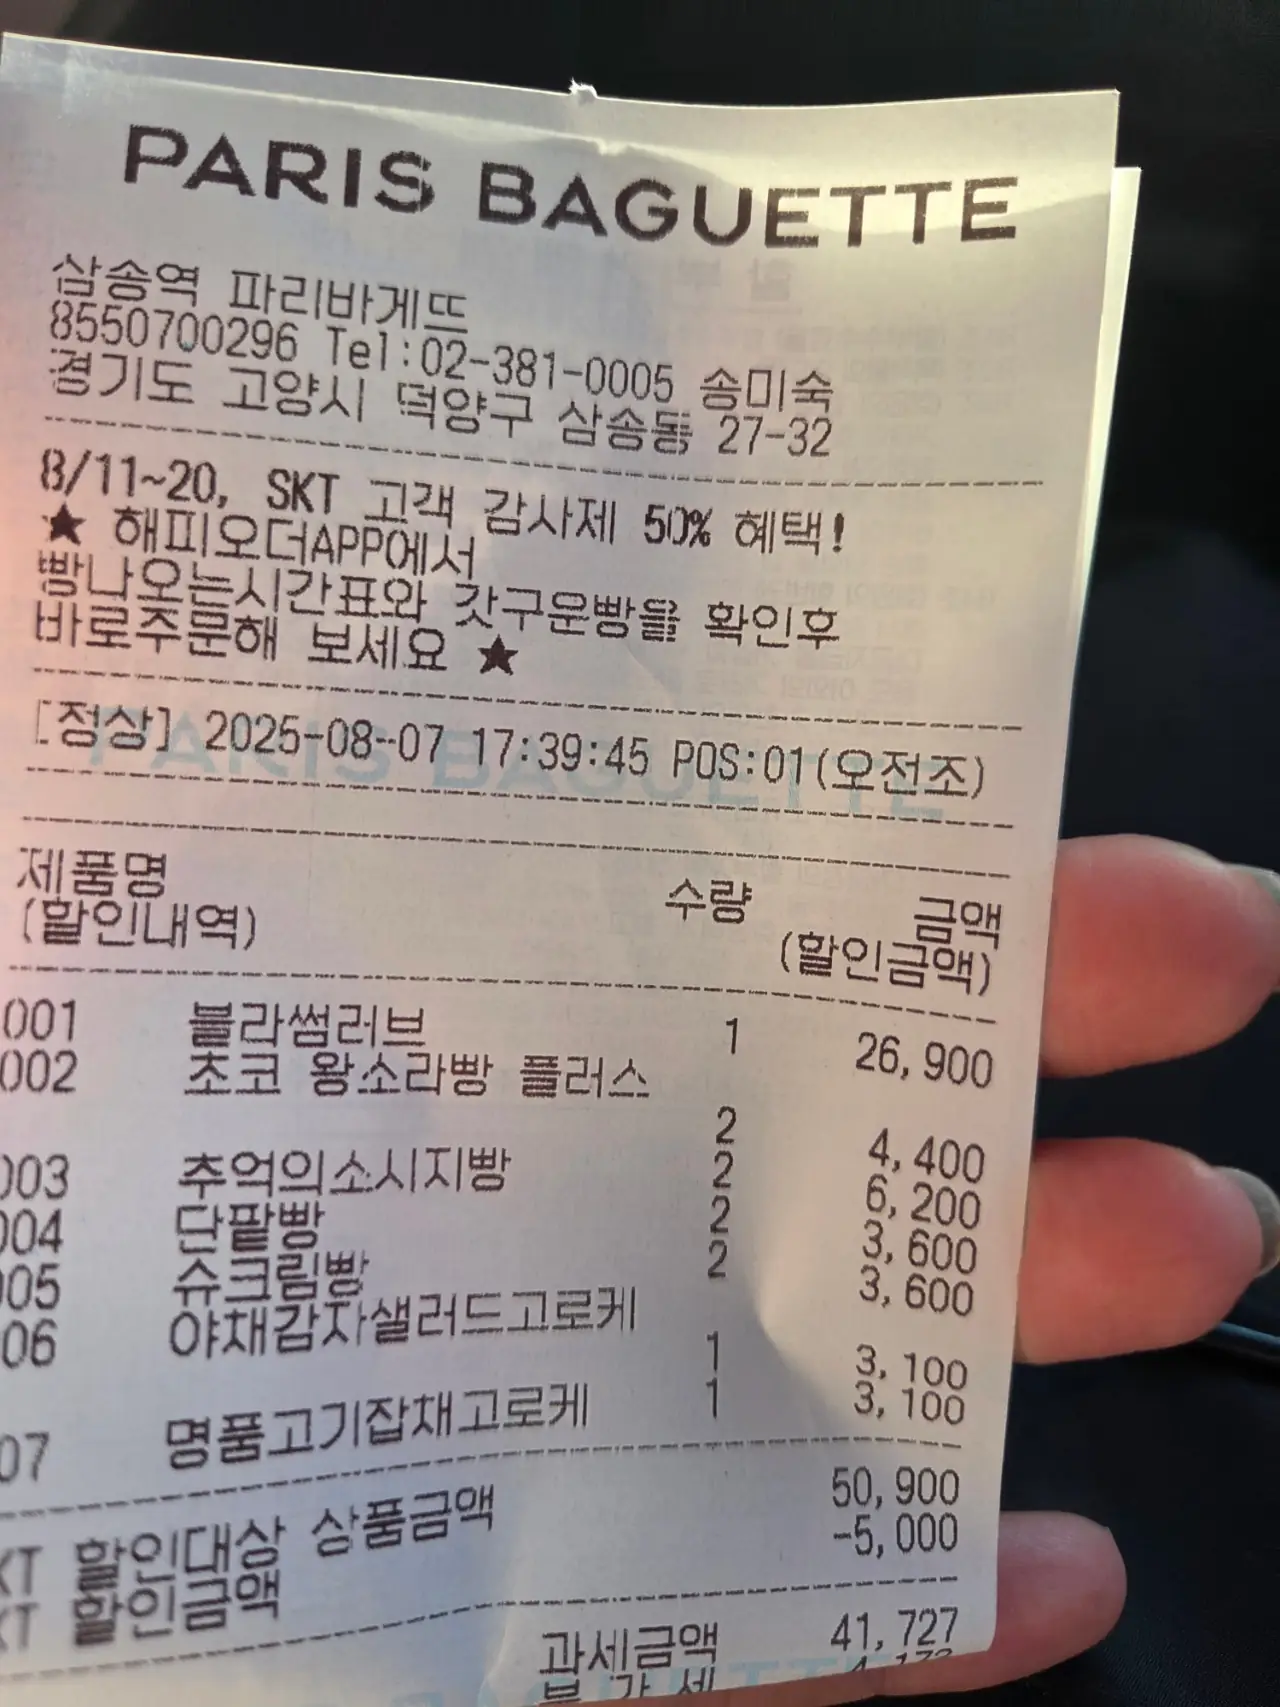 PARIS BAGUETTE
삼송역 파리바게뜨
8550700296 Tel:02-381-0005 송미숙
경기도 고양시 덕양구 삼송동 27-32
8/11~20, SKT 고객 감사제 50% 혜택!
★ 해피오더APP에서
빵나오는시간표와 갓구운빵을 확인후
바로주문해 보세요 ★
[정상] 2025-08-07 17:39:45 POS:01(오전조)
제품명 수량 금액
(할인내역) (할인금액)
001 블라썸러브 1 26,900
002 초코 왕소라빵 플러스
2 4,400
003 추억의소시지빵 2 6,200
004 단팥빵 2 3,600
005 슈크림빵 2 3,600
06 야채감자샐러드고로케
1 3,100
07 명품고기잡채고로케 1 3,100
KT 할인대상 상품금액 50,900
KT 할인금액 -5,000
과세금액 41,727
부 가 세